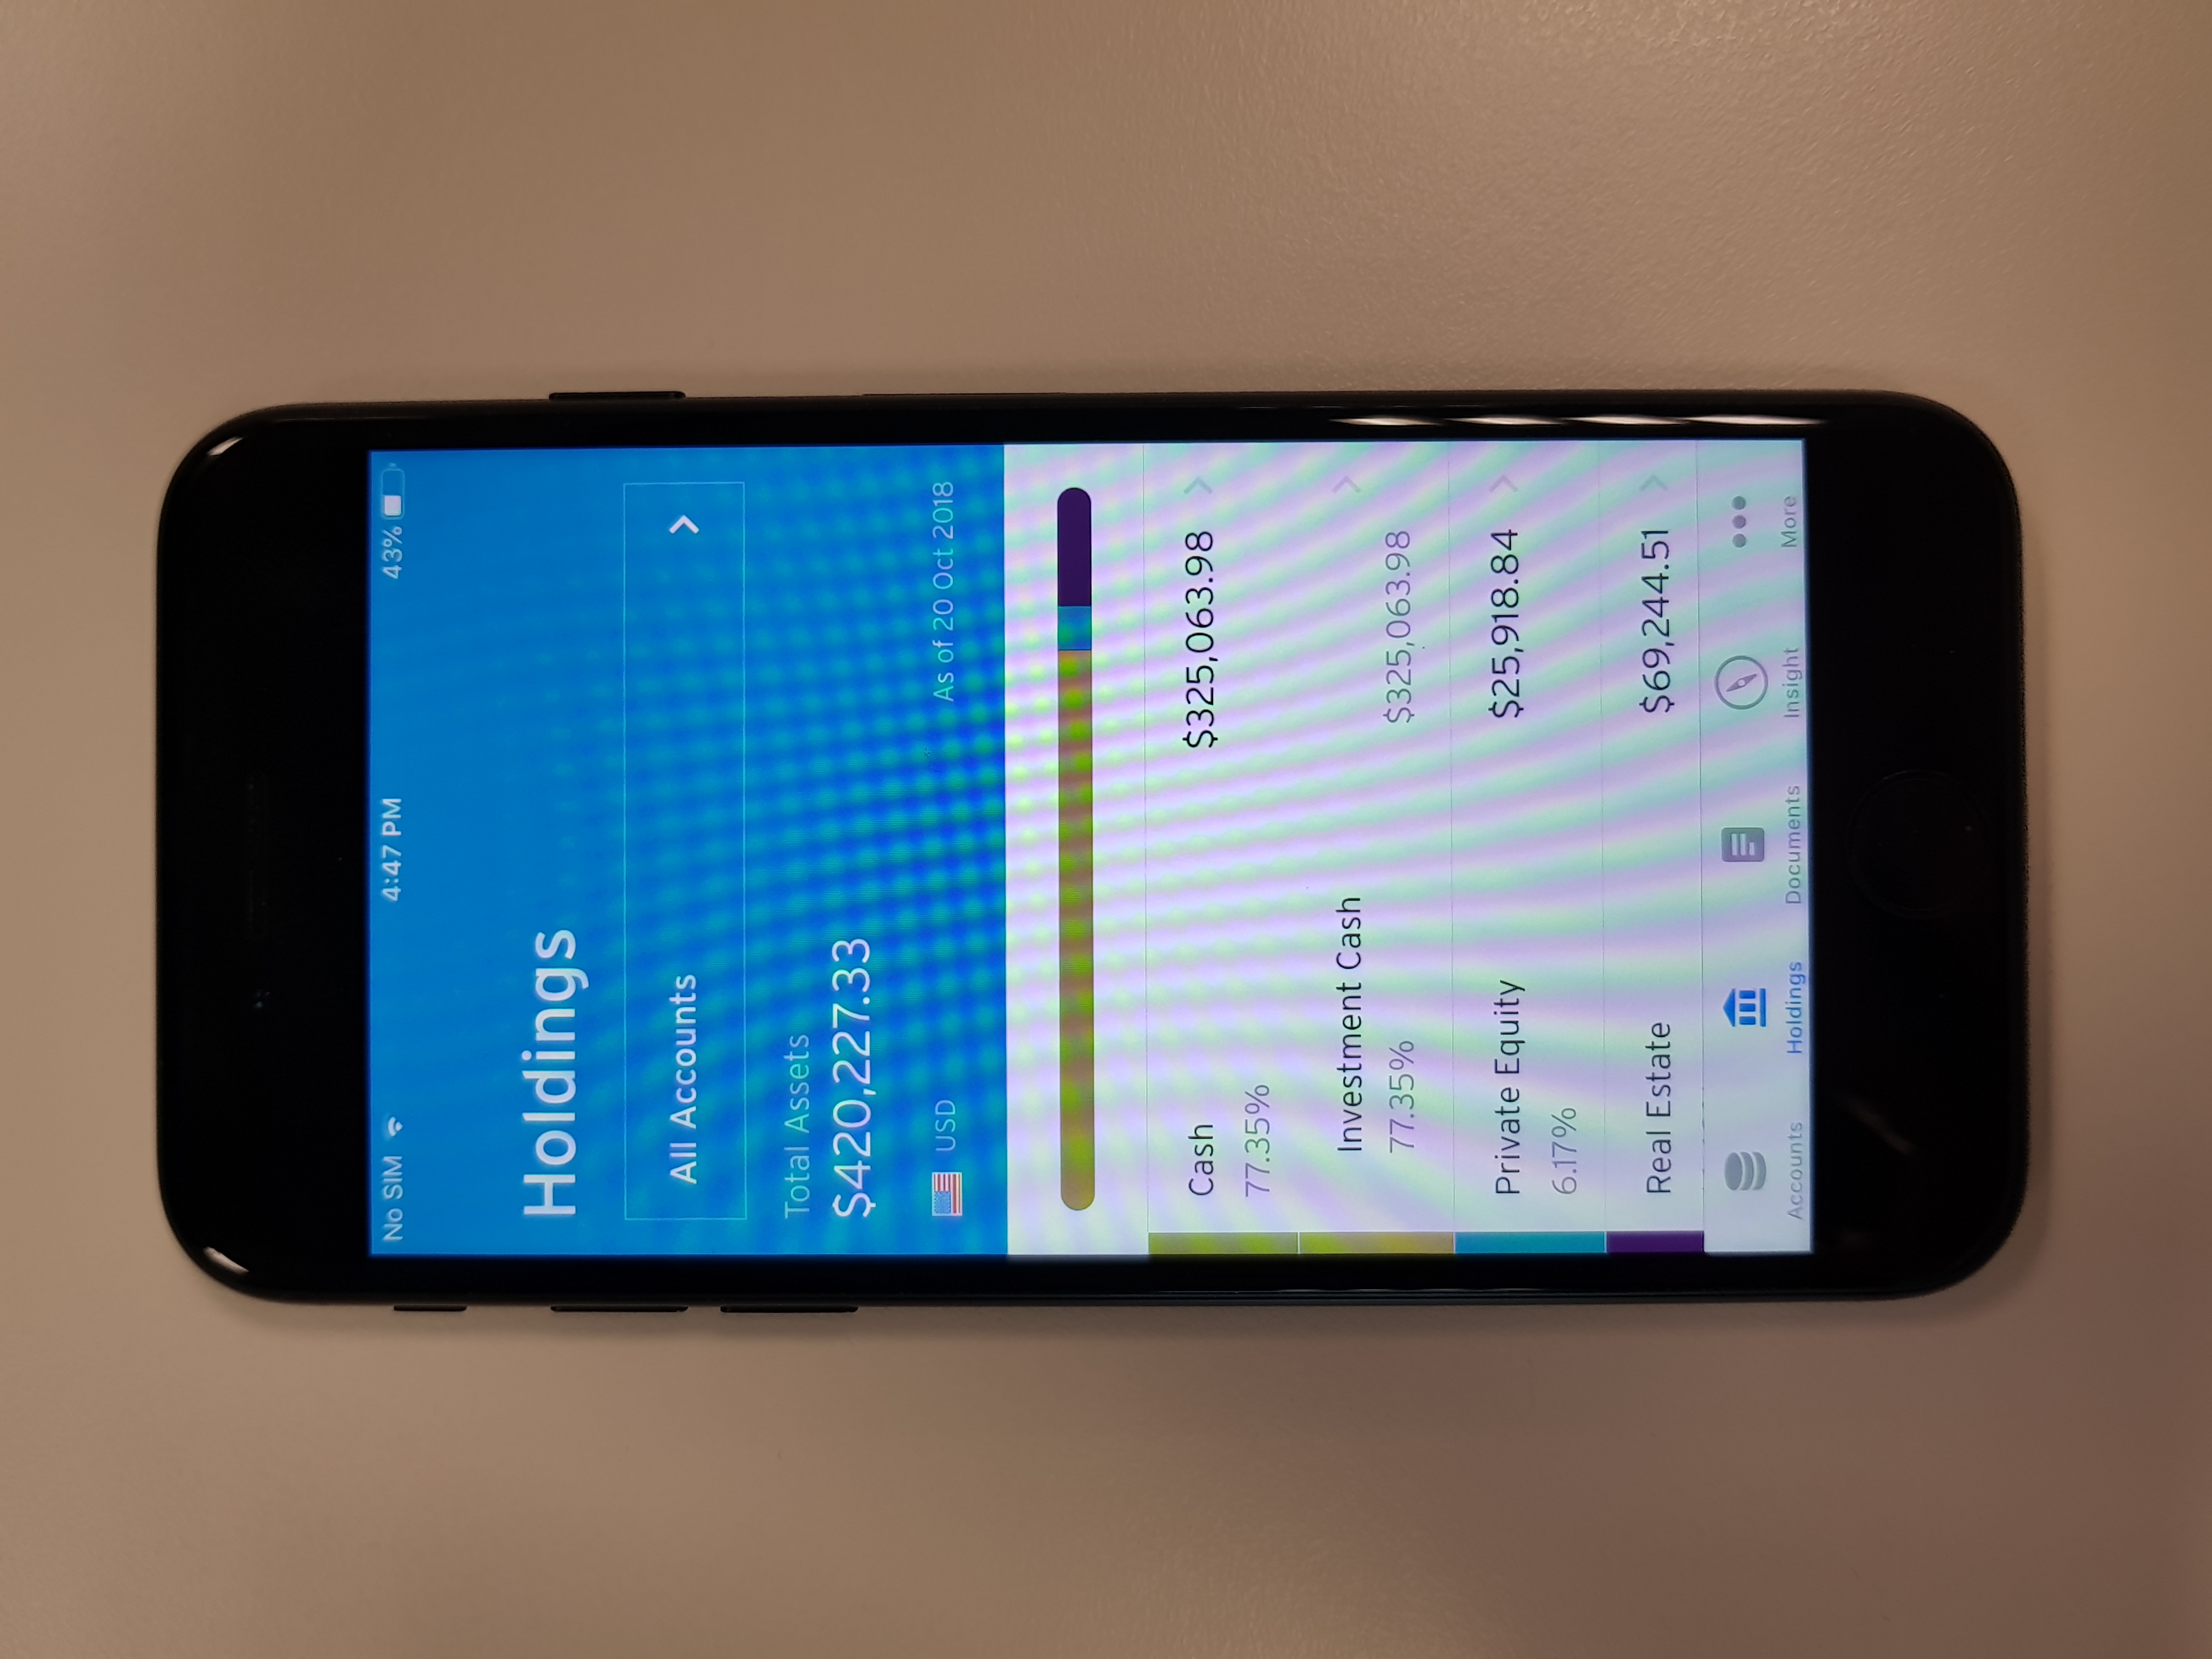 No SIM 4:47 PM 43%
Holdings
All Accounts
Total Assets
$420,227.33
USD As of 20 Oct 2018
Cash $325,063.98
77.35%
Investment Cash
77.35% $325,063.98
Private Equity $25,918.84
6.17%
Real Estate $69,244.51
Accounts Holdings Documents Insight More